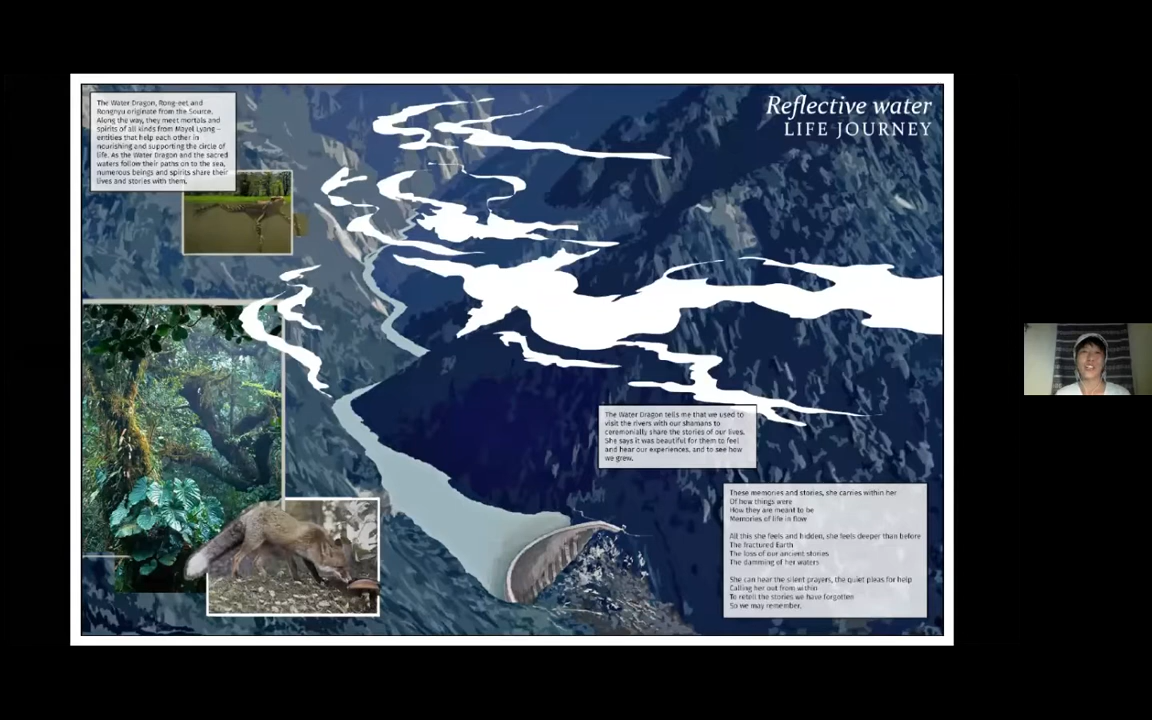 The Water Dragon, Rong-eet and
Rongnyu originate from the Source.
Along the way, they meet mortals and
spirits of all kinds from Mayel Lyang –
entities that help each other in
nourishing and supporting the circle of
life. As the Water Dragon and the sacred
waters follow their paths on to the sea,
numerous beings and spirits share their
lives and stories with them.
Reflective water
LIFE JOURNEY
The Water Dragon tells me that we used to
visit the rivers with our shamans to
ceremonially share the stories of our lives.
She says it was beautiful for them to feel
and hear our experiences, and to see how
we grew.
These memories and stories, she carries within her
Of how things were
How they are meant to be
Memories of life in flow
All this she feels and hidden, she feels deeper than before
The fractured Earth
The loss of our ancient stories
The damming of her waters
She can hear the silent prayers, the quiet pleas for help
Calling her out from within
To retell the stories we have forgotten
So we may remember.